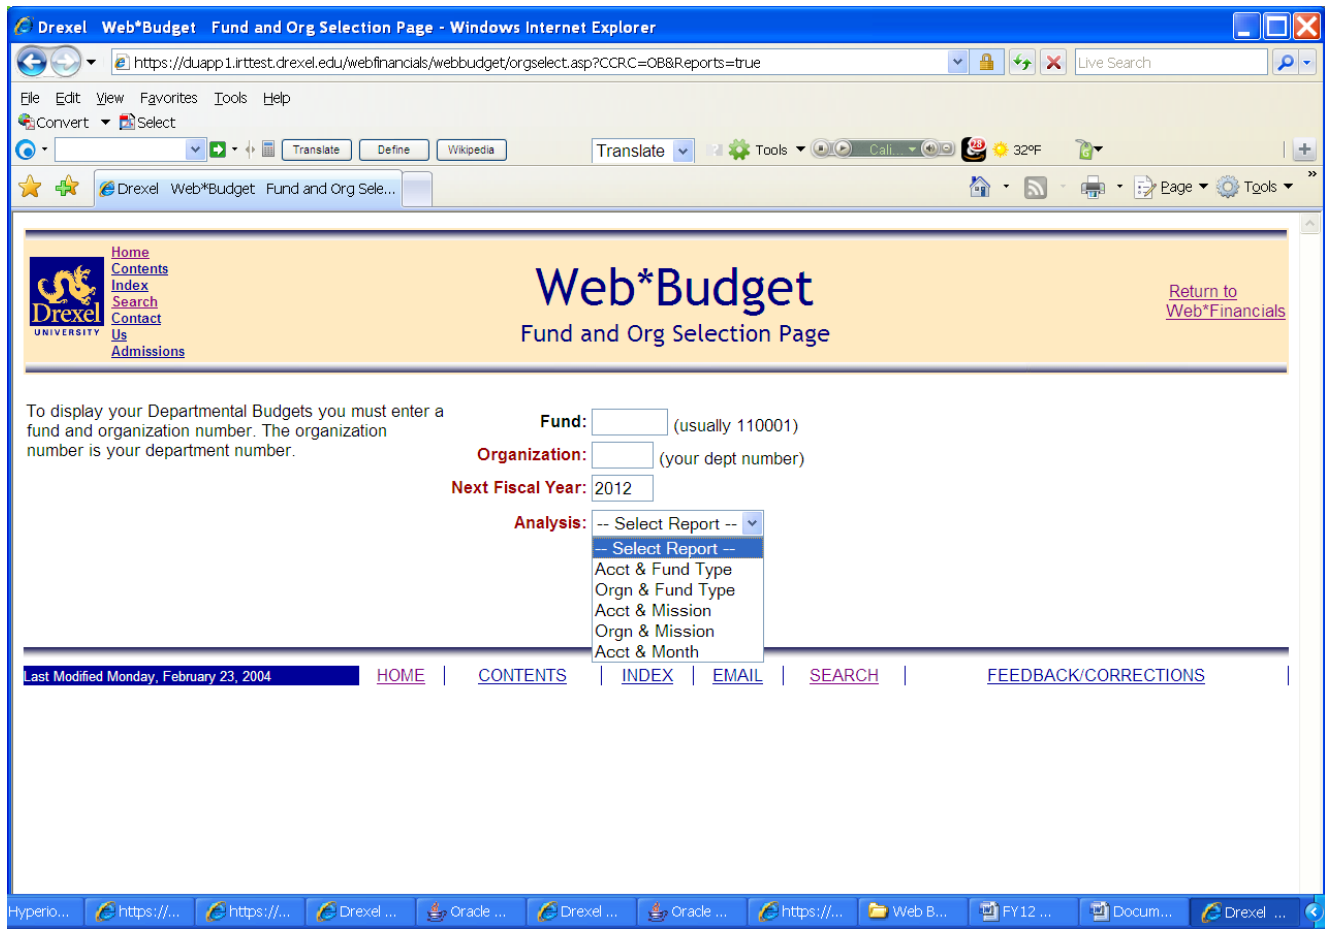 Drexel Web*Budget Fund and Org Selection Page - Windows Internet Explorer
https://duapp1.irttest.drexel.edu/webfinancials/webbudget/orgselect.asp?CCRC=OB&Reports=true
Live Search
File Edit View Favorites Tools Help
Convert Select
Translate Define Wikipedia Translate Tools Cali... 28 32°F
Drexel Web*Budget Fund and Org Sele... Page Tools »
Drexel
UNIVERSITY
Home
Contents
Index
Search
Contact
Us
Admissions
Web*Budget
Fund and Org Selection Page
Return to
Web*Financials
To display your Departmental Budgets you must enter a
fund and organization number. The organization
number is your department number.
Fund: (usually 110001)
Organization: (your dept number)
Next Fiscal Year: 2012
Analysis: -- Select Report --
-- Select Report --
Acct & Fund Type
Orgn & Fund Type
Acct & Mission
Orgn & Mission
Acct & Month
Last Modified Monday, February 23, 2004 HOME | CONTENTS | INDEX | EMAIL | SEARCH | FEEDBACK/CORRECTIONS |
Hyperio... https://... https://... Drexel ... Oracle ... Drexel ... Oracle ... https://... Web B... FY12 ... Docum... Drexel ...